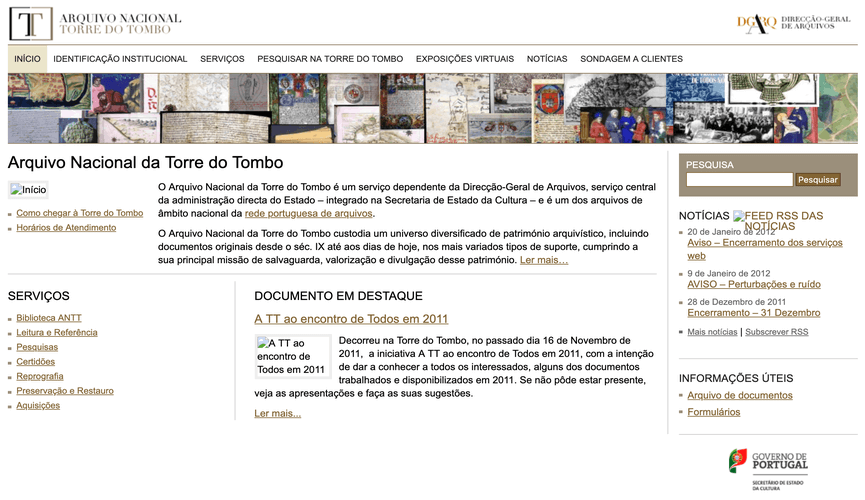 ARQUIVO NACIONAL
TORRE DO TOMBO
DGARQ DIRECÇÃO-GERAL
DE ARQUIVOS
INÍCIO IDENTIFICAÇÃO INSTITUCIONAL SERVIÇOS PESQUISAR NA TORRE DO TOMBO EXPOSIÇÕES VIRTUAIS NOTÍCIAS SONDAGEM A CLIENTES
Arquivo Nacional da Torre do Tombo
Início
Como chegar à Torre do Tombo
Horários de Atendimento
O Arquivo Nacional da Torre do Tombo é um serviço dependente da Direcção-Geral de Arquivos, serviço central
da administração directa do Estado – integrado na Secretaria de Estado da Cultura – e é um dos arquivos de
âmbito nacional da rede portuguesa de arquivos.
O Arquivo Nacional da Torre do Tombo custodia um universo diversificado de património arquivístico, incluindo
documentos originais desde o séc. IX até aos dias de hoje, nos mais variados tipos de suporte, cumprindo a
sua principal missão de salvaguarda, valorização e divulgação desse património. Ler mais…
SERVIÇOS
Biblioteca ANTT
Leitura e Referência
Pesquisas
Certidões
Reprografia
Preservação e Restauro
Aquisições
DOCUMENTO EM DESTAQUE
A TT ao encontro de Todos em 2011
A TT ao
encontro de
Todos em 2011
Decorreu na Torre do Tombo, no passado dia 16 de Novembro de
2011, a iniciativa A TT ao encontro de Todos em 2011, com a intenção
de dar a conhecer a todos os interessados, alguns dos documentos
trabalhados e disponibilizados em 2011. Se não pôde estar presente,
veja as apresentações e faça as suas sugestões.
Ler mais...
PESQUISA
Pesquisar
NOTÍCIAS FEED RSS DAS
NOTÍCIAS
20 de Janeiro de 2012
Aviso – Encerramento dos serviços
web
9 de Janeiro de 2012
AVISO – Perturbações e ruído
28 de Dezembro de 2011
Encerramento – 31 Dezembro
Mais notícias | Subscrever RSS
INFORMAÇÕES ÚTEIS
Arquivo de documentos
Formulários
GOVERNO DE
PORTUGAL
SECRETÁRIO DE ESTADO
DA CULTURA